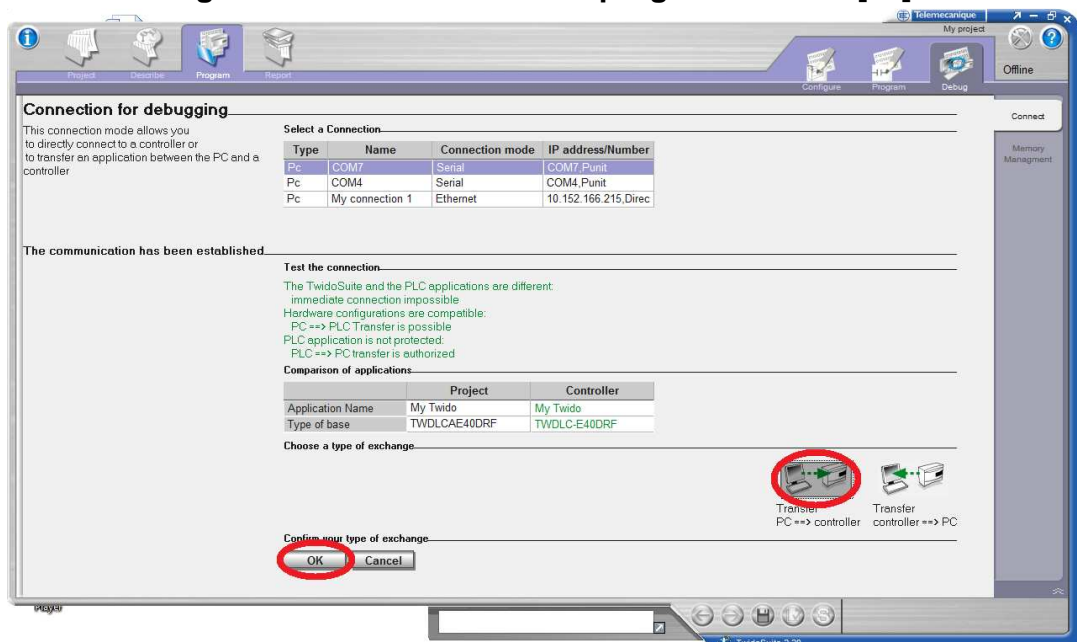 Telemecanique
My project
Project
Describe
Program
Report
Configure
Program
Debug
Offline
Connection for debugging
This connection mode allows you
to directly connect to a controller or
to transfer an application between the PC and a
controller
Select a Connection
Type Name Connection mode IP address/Number
Pc COM7 Serial COM7,Punit
Pc COM4 Serial COM4,Punit
Pc My connection 1 Ethernet 10.152.166.215,Direc
Connect
Memory
Managment
The communication has been established
Test the connection
The TwidoSuite and the PLC applications are different:
immediate connection impossible
Hardware configurations are compatible:
PC ==> PLC Transfer is possible
PLC application is not protected:
PLC ==> PC transfer is authorized
Comparison of applications
Project Controller
Application Name My Twido My Twido
Type of base TWDLCAE40DRF TWDLC-E40DRF
Choose a type of exchange
Transfer
PC ==> controller
Transfer
controller ==> PC
Confirm your type of exchange
OK
Cancel
Player